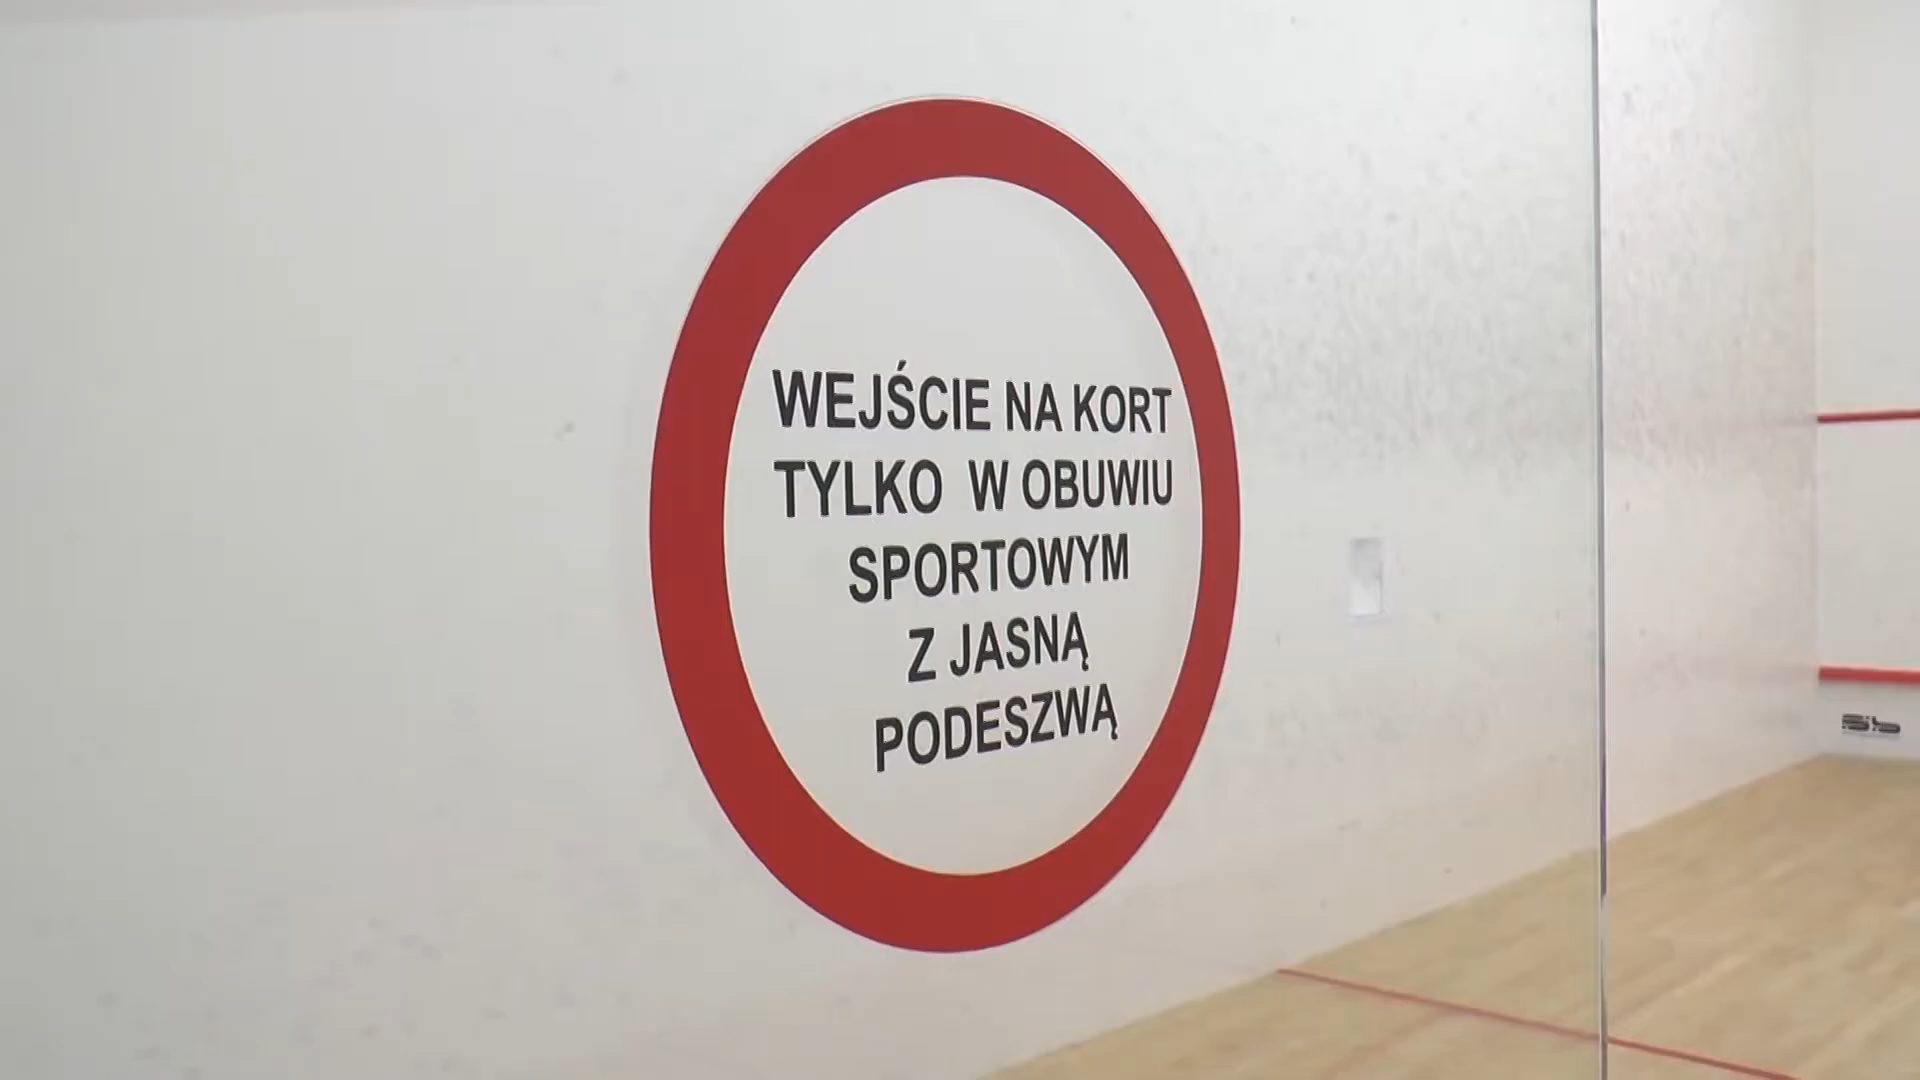 WEJŚCIE NA KORT
TYLKO W OBUWIU
SPORTOWYM
Z JASNĄ
PODESZWĄ